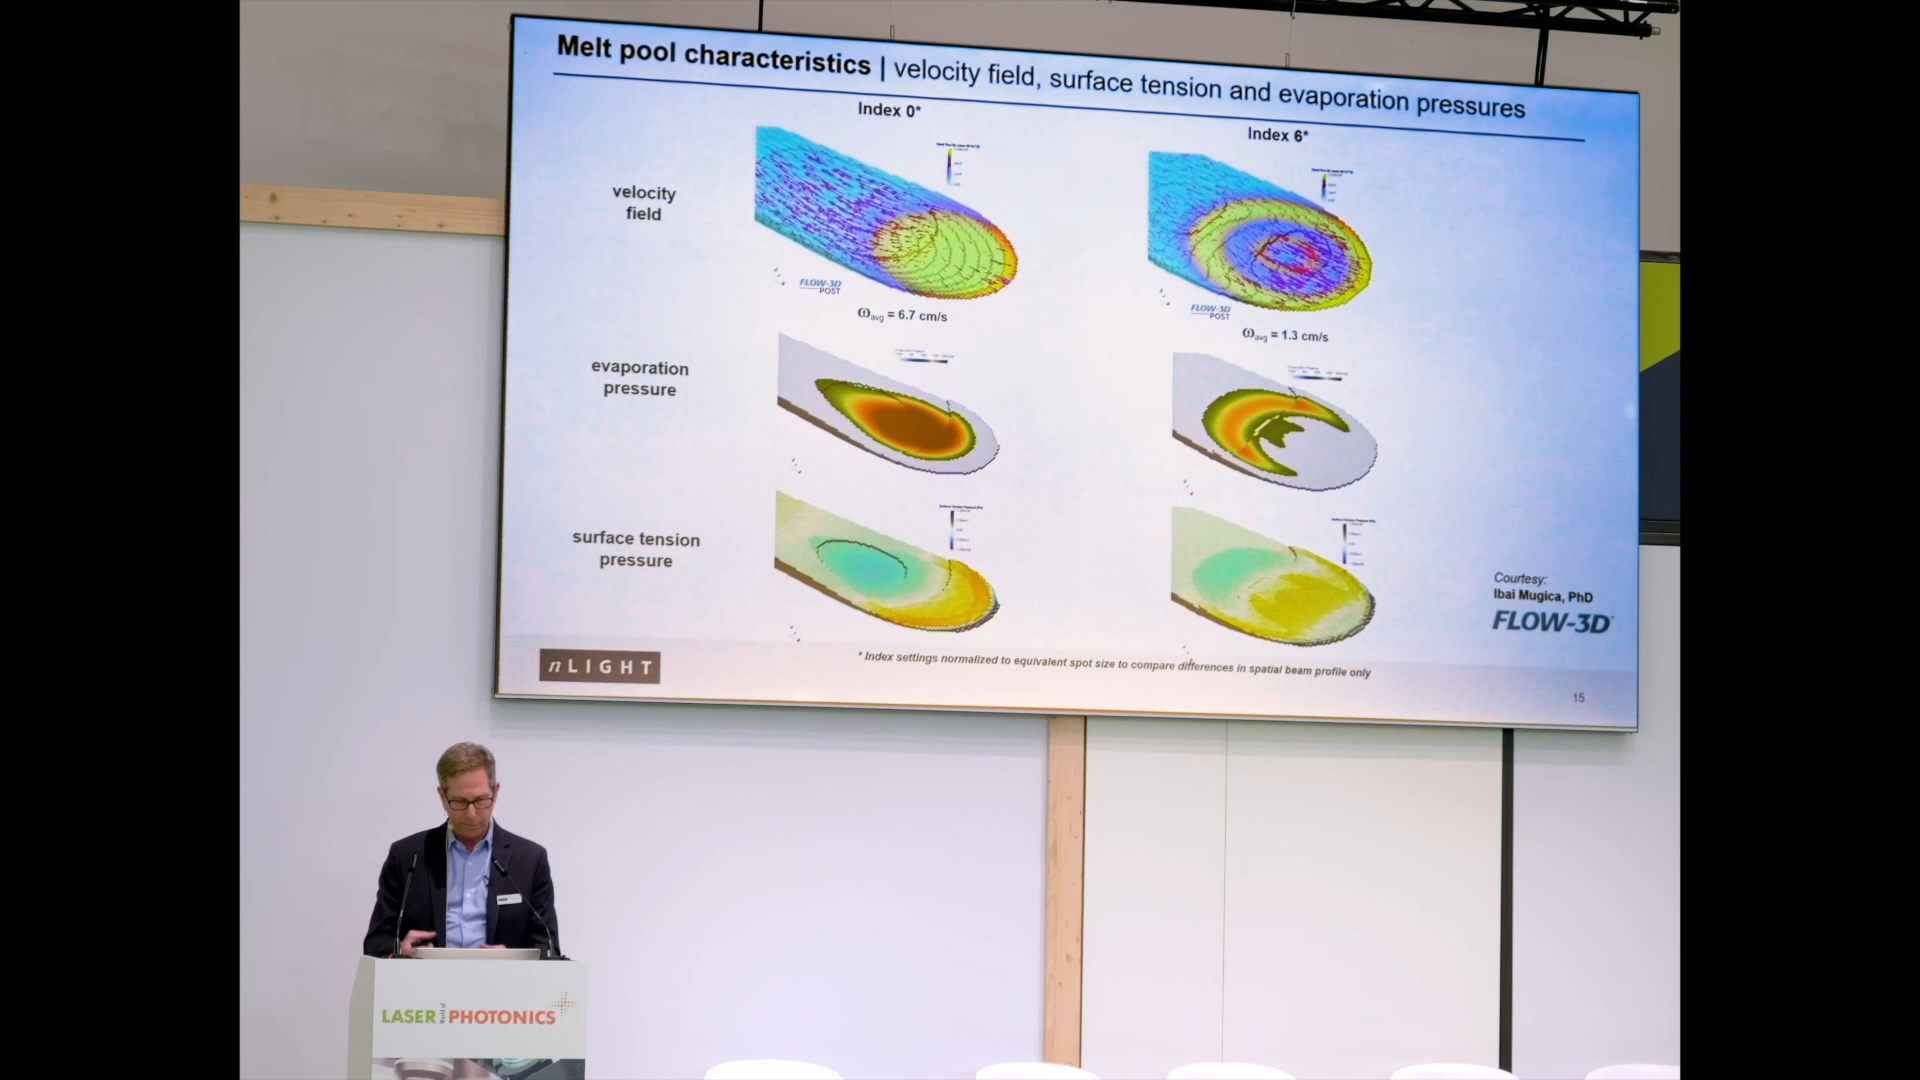 Melt pool characteristics | velocity field, surface tension and evaporation pressures
Index 0*
Index 6*
velocity
field
FLOW-3D
POST
FLOW-3D
POST
ωavg = 6.7 cm/s
ωavg = 1.3 cm/s
evaporation
pressure
surface tension
pressure
Courtesy:
Ibai Mugica, PhD
FLOW-3D
* Index settings normalized to equivalent spot size to compare differences in spatial beam profile only
nLIGHT
15
LASER World of PHOTONICS